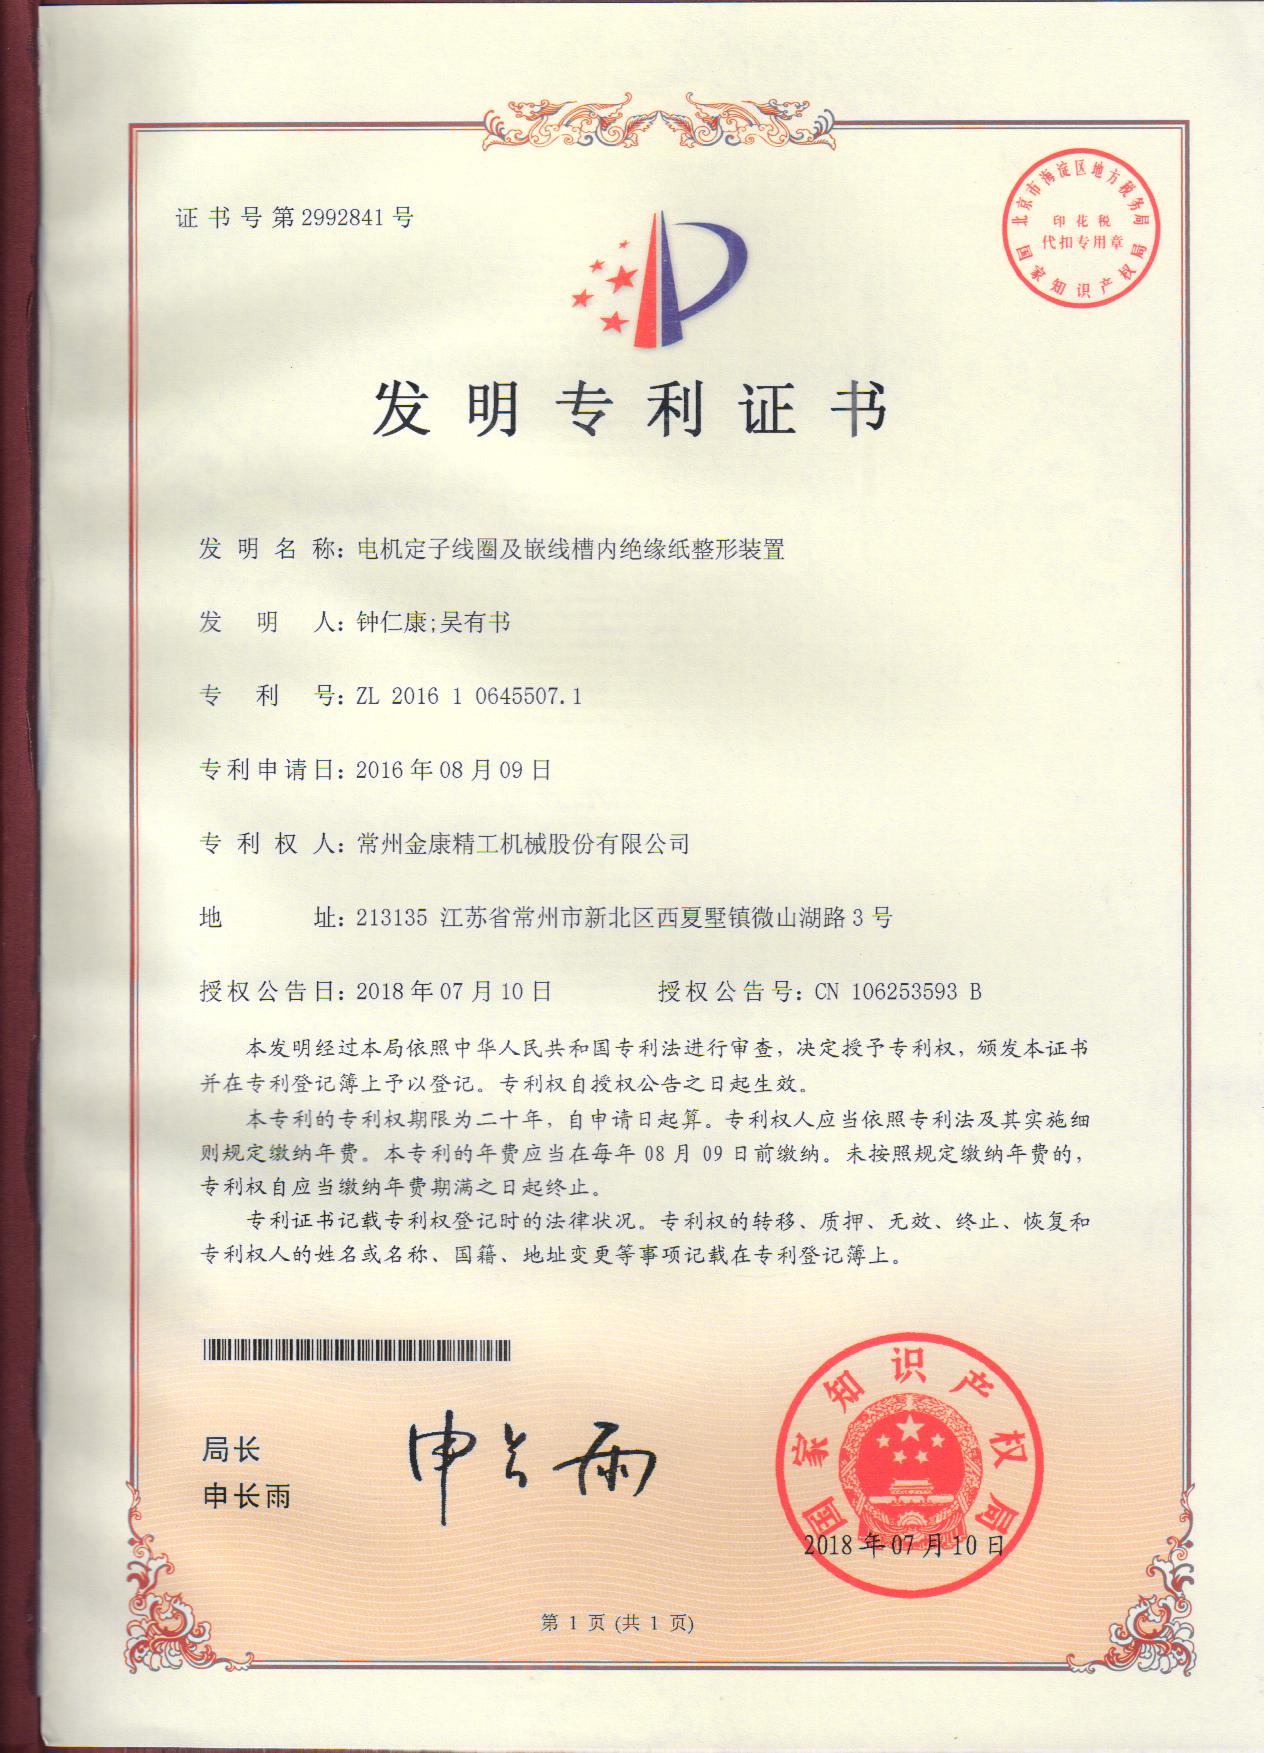 证书号第2992841号
北京市海淀区地方税务局
印花税
代扣专用章
国家知识产权局
发明专利证书
发明名称：电机定子线圈及嵌线槽内绝缘纸整形装置
发明人：钟仁康;吴有书
专利号：ZL 2016 1 0645507.1
专利申请日：2016年08月09日
专利权人：常州金康精工机械股份有限公司
地址：213135 江苏省常州市新北区西夏墅镇微山湖路3号
授权公告日：2018年07月10日 授权公告号：CN 106253593 B
本发明经过本局依照中华人民共和国专利法进行审查，决定授予专利权，颁发本证书
并在专利登记簿上予以登记。专利权自授权公告之日起生效。
本专利的专利权期限为二十年，自申请日起算。专利权人应当依照专利法及其实施细
则规定缴纳年费。本专利的年费应当在每年08月09日前缴纳。未按照规定缴纳年费的，
专利权自应当缴纳年费期满之日起终止。
专利证书记载专利权登记时的法律状况。专利权的转移、质押、无效、终止、恢复和
专利权人的姓名或名称、国籍、地址变更等事项记载在专利登记簿上。
局长
申长雨
申长雨
国家知识产权局
2018年07月10日
第 1 页 (共 1 页)